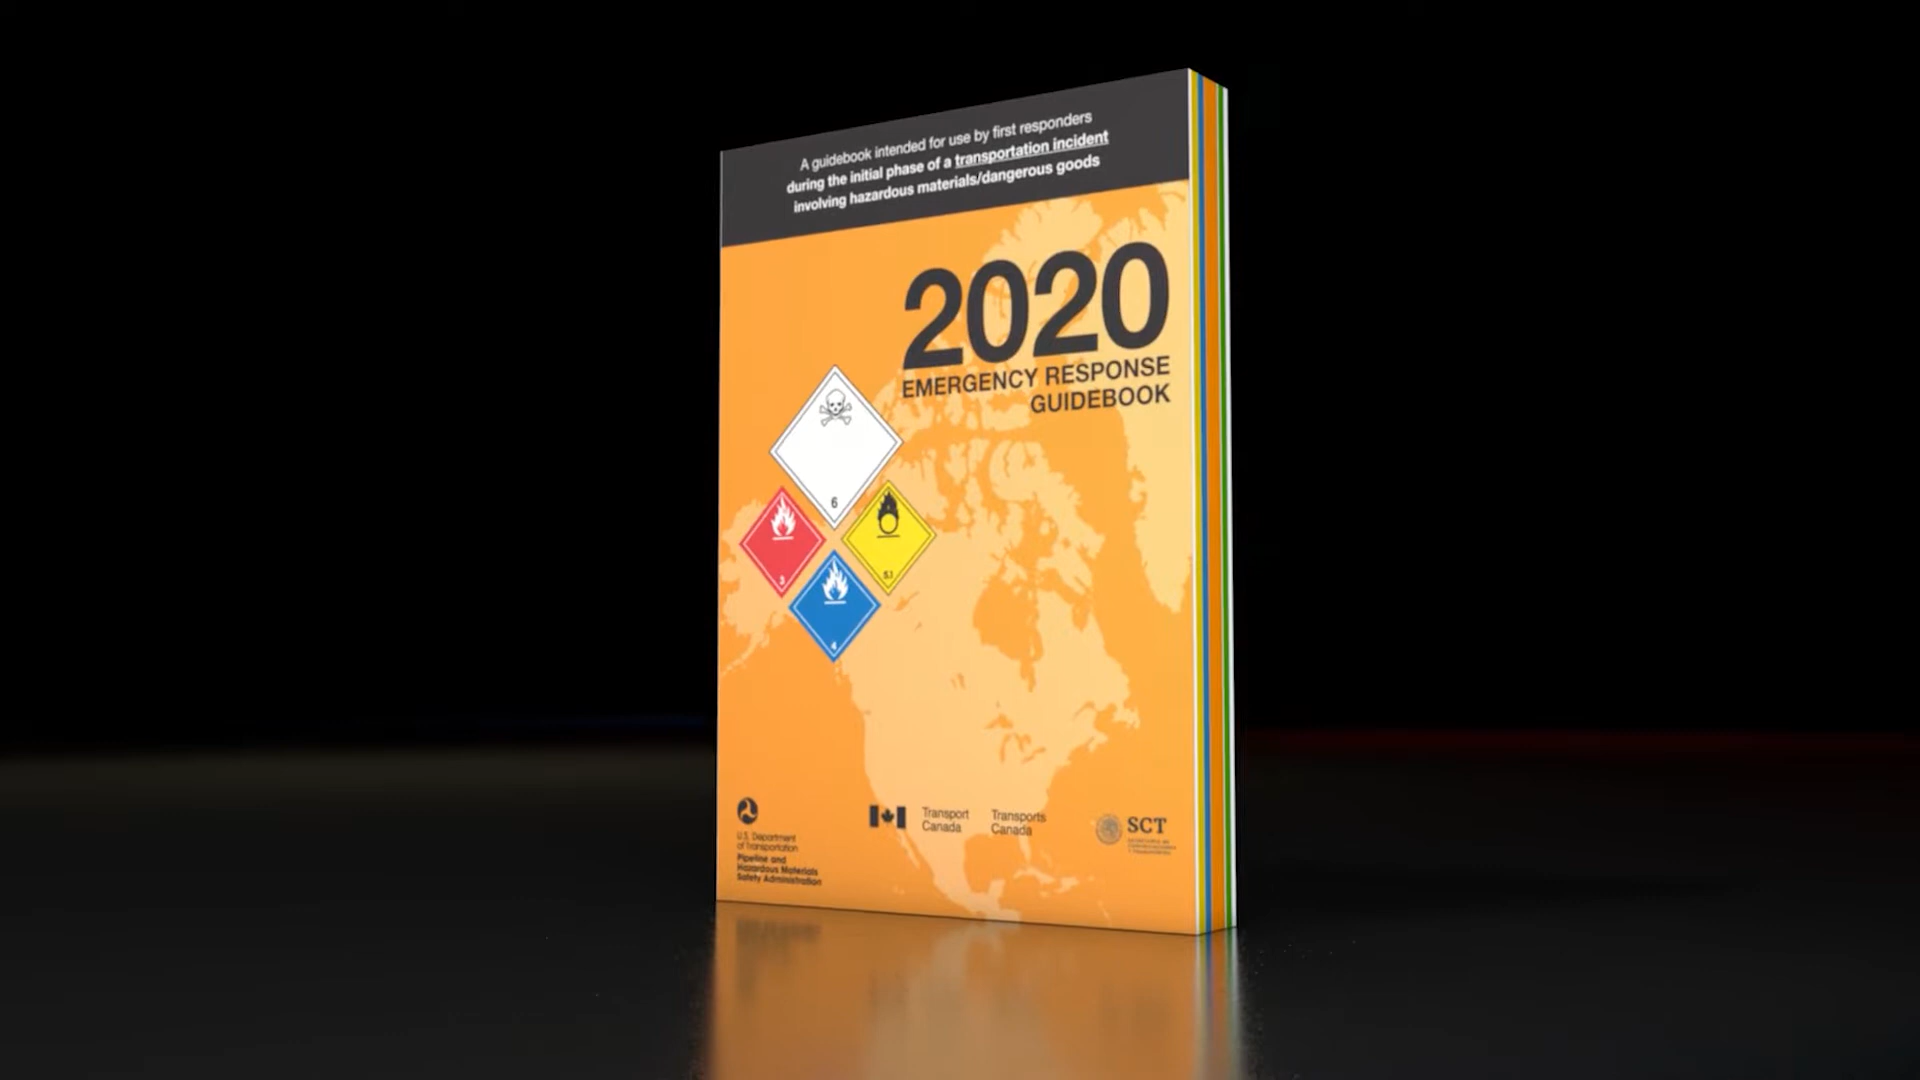 A guidebook intended for use by first responders
during the initial phase of a transportation incident
involving hazardous materials/dangerous goods
2020
EMERGENCY RESPONSE
GUIDEBOOK
6
3
5.1
4
U.S. Department
of Transportation
Pipeline and
Hazardous Materials
Safety Administration
Transport
Canada
Transports
Canada
SCT